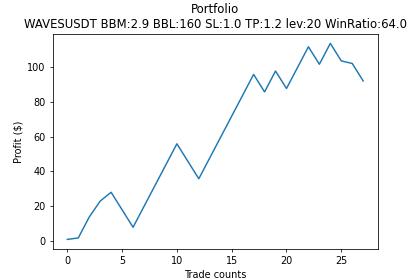 Portfolio
WAVESUSDT BBM:2.9 BBL:160 SL:1.0 TP:1.2 lev:20 WinRatio:64.0
Profit ($)
100
80
60
40
20
0
0 5 10 15 20 25
Trade counts